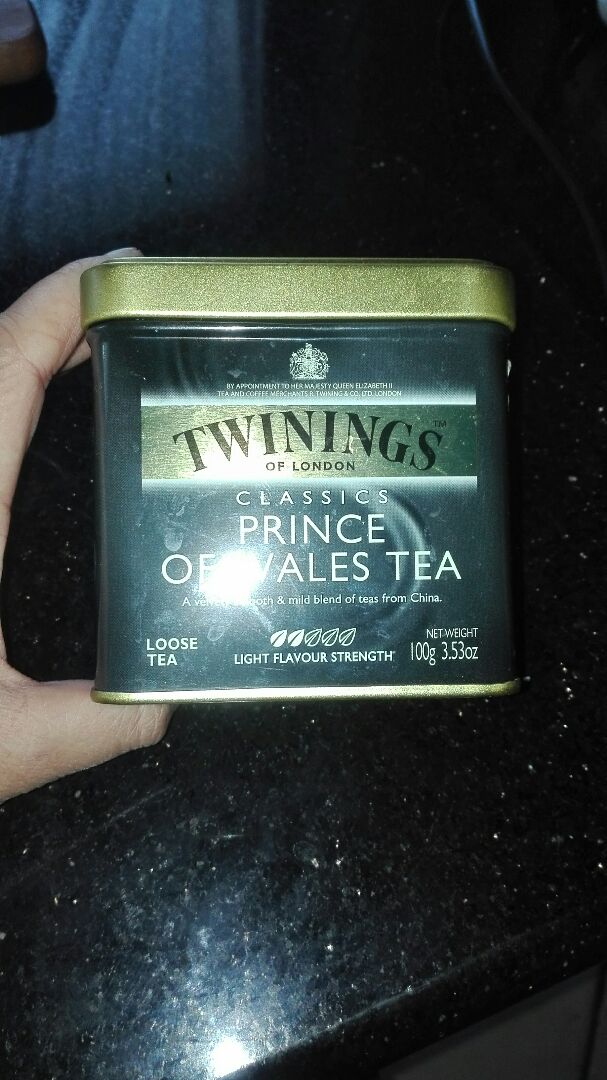 BY APPOINTMENT TO HER MAJESTY QUEEN ELIZABETH II
TEA AND COFFEE MERCHANTS R. TWINING & CO. LTD. LONDON
TWININGS™
OF LONDON
CLASSICS
PRINCE
OF WALES TEA
A & mild blend of teas from China.
LOOSE
TEA
LIGHT FLAVOUR STRENGTH
NET WEIGHT
100g 3.53oz